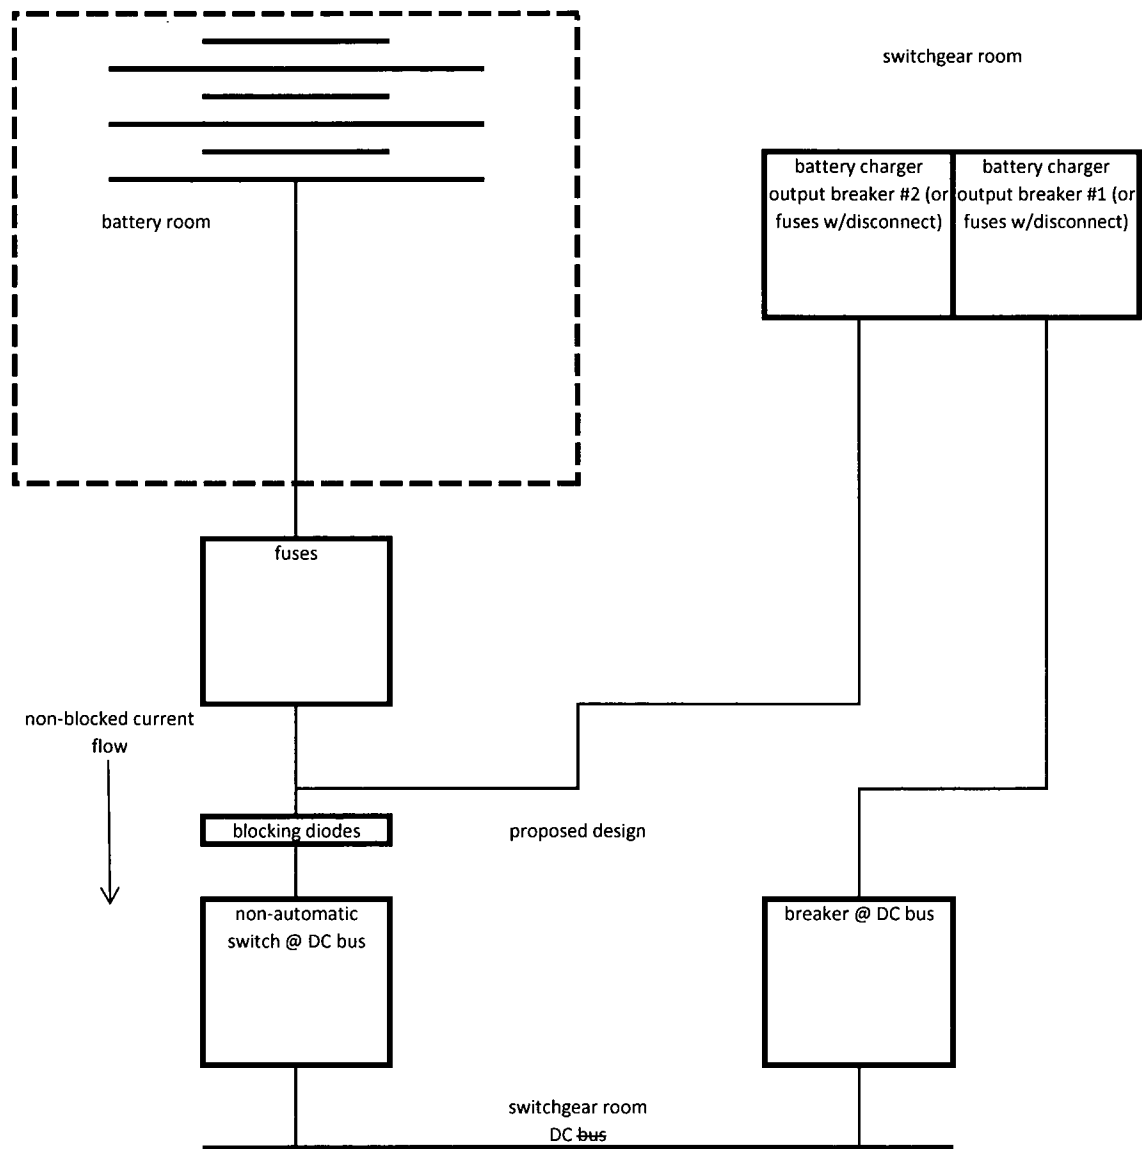 switchgear room
battery charger
output breaker #2 (or
fuses w/disconnect)
battery charger
output breaker #1 (or
fuses w/disconnect)
battery room
fuses
non-blocked current
flow
blocking diodes
proposed design
non-automatic
switch @ DC bus
breaker @ DC bus
switchgear room
DC bus